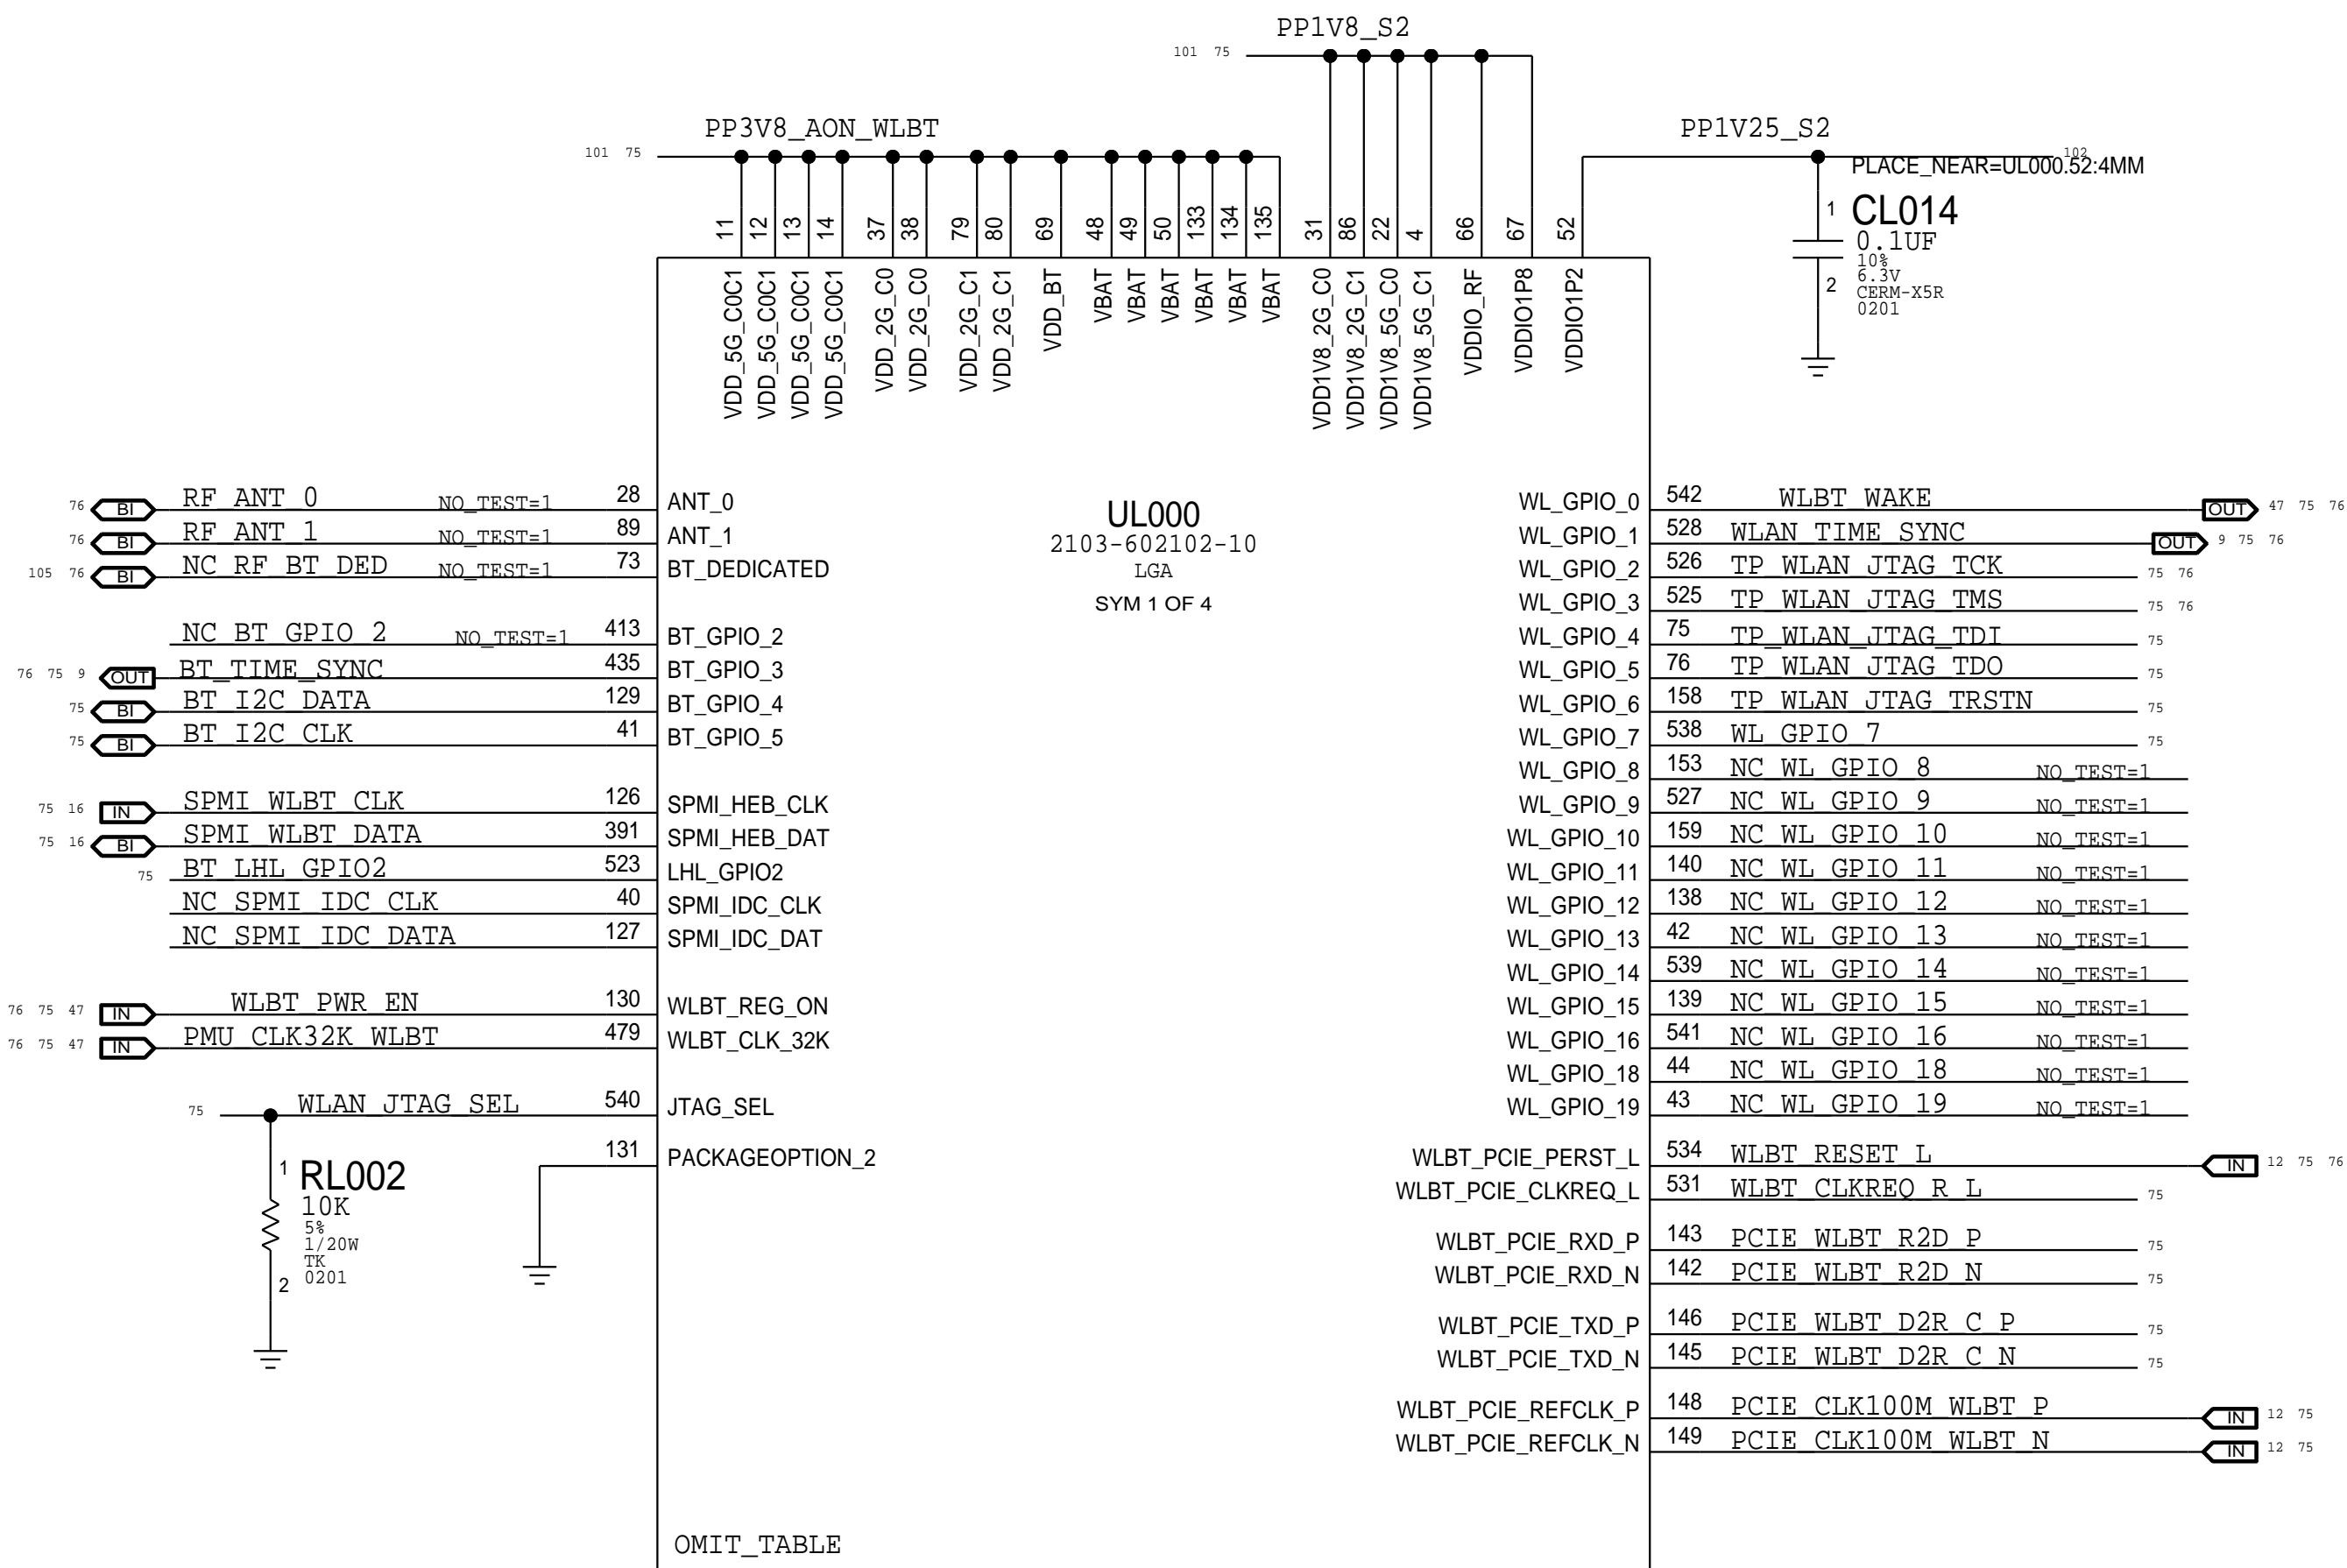 PP1V8_S2
101 75
PP3V8_AON_WLBT
101 75
PP1V25_S2
102
PLACE_NEAR=UL000.52:4MM
1 CL014
0.1UF
10%
6.3V
2 CERM-X5R
0201
11 12 13 14 37 38 79 80 69 48 49 50 133 134 135 31 86 22 4 66 67 52
VDD_5G_C0C1
VDD_5G_C0C1
VDD_5G_C0C1
VDD_5G_C0C1
VDD_2G_C0
VDD_2G_C0
VDD_2G_C1
VDD_2G_C1
VDD_BT
VBAT
VBAT
VBAT
VBAT
VBAT
VBAT
VDD1V8_2G_C0
VDD1V8_2G_C1
VDD1V8_5G_C0
VDD1V8_5G_C1
VDDIO_RF
VDDIO1P8
VDDIO1P2
UL000
2103-602102-10
LGA
SYM 1 OF 4
76 BI RF_ANT_0 NO_TEST=1 28 ANT_0
76 BI RF_ANT_1 NO_TEST=1 89 ANT_1
105 76 BI NC_RF_BT_DED NO_TEST=1 73 BT_DEDICATED
NC_BT_GPIO_2 NO_TEST=1 413 BT_GPIO_2
76 75 9 OUT BT_TIME_SYNC 435 BT_GPIO_3
75 BI BT_I2C_DATA 129 BT_GPIO_4
75 BI BT_I2C_CLK 41 BT_GPIO_5
75 16 IN SPMI_WLBT_CLK 126 SPMI_HEB_CLK
75 16 BI SPMI_WLBT_DATA 391 SPMI_HEB_DAT
75 BT_LHL_GPIO2 523 LHL_GPIO2
NC_SPMI_IDC_CLK 40 SPMI_IDC_CLK
NC_SPMI_IDC_DATA 127 SPMI_IDC_DAT
76 75 47 IN WLBT_PWR_EN 130 WLBT_REG_ON
76 75 47 IN PMU_CLK32K_WLBT 479 WLBT_CLK_32K
75 WLAN_JTAG_SEL 540 JTAG_SEL
131 PACKAGEOPTION_2
1 RL002
10K
5%
1/20W
TK
2 0201
WL_GPIO_0 542 WLBT_WAKE OUT 47 75 76
WL_GPIO_1 528 WLAN_TIME_SYNC OUT 9 75 76
WL_GPIO_2 526 TP_WLAN_JTAG_TCK 75 76
WL_GPIO_3 525 TP_WLAN_JTAG_TMS 75 76
WL_GPIO_4 75 TP_WLAN_JTAG_TDI 75
WL_GPIO_5 76 TP_WLAN_JTAG_TDO 75
WL_GPIO_6 158 TP_WLAN_JTAG_TRSTN 75
WL_GPIO_7 538 WL_GPIO_7 75
WL_GPIO_8 153 NC_WL_GPIO_8 NO_TEST=1
WL_GPIO_9 527 NC_WL_GPIO_9 NO_TEST=1
WL_GPIO_10 159 NC_WL_GPIO_10 NO_TEST=1
WL_GPIO_11 140 NC_WL_GPIO_11 NO_TEST=1
WL_GPIO_12 138 NC_WL_GPIO_12 NO_TEST=1
WL_GPIO_13 42 NC_WL_GPIO_13 NO_TEST=1
WL_GPIO_14 539 NC_WL_GPIO_14 NO_TEST=1
WL_GPIO_15 139 NC_WL_GPIO_15 NO_TEST=1
WL_GPIO_16 541 NC_WL_GPIO_16 NO_TEST=1
WL_GPIO_18 44 NC_WL_GPIO_18 NO_TEST=1
WL_GPIO_19 43 NC_WL_GPIO_19 NO_TEST=1
WLBT_PCIE_PERST_L 534 WLBT_RESET_L IN 12 75 76
WLBT_PCIE_CLKREQ_L 531 WLBT_CLKREQ_R_L 75
WLBT_PCIE_RXD_P 143 PCIE_WLBT_R2D_P 75
WLBT_PCIE_RXD_N 142 PCIE_WLBT_R2D_N 75
WLBT_PCIE_TXD_P 146 PCIE_WLBT_D2R_C_P 75
WLBT_PCIE_TXD_N 145 PCIE_WLBT_D2R_C_N 75
WLBT_PCIE_REFCLK_P 148 PCIE_CLK100M_WLBT_P IN 12 75
WLBT_PCIE_REFCLK_N 149 PCIE_CLK100M_WLBT_N IN 12 75
OMIT_TABLE